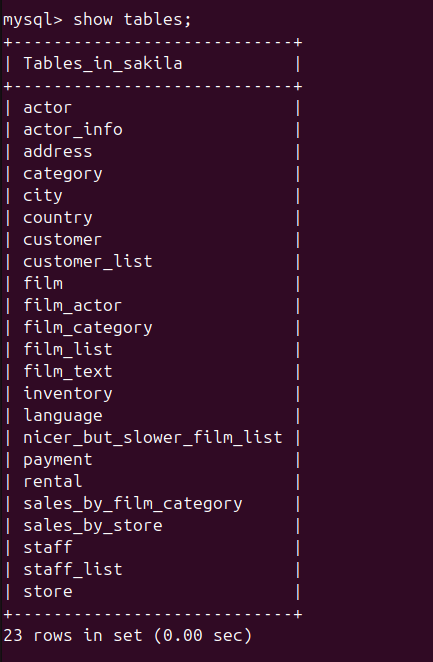 mysql> show tables;
+----------------------------+
| Tables_in_sakila           |
+----------------------------+
| actor                      |
| actor_info                 |
| address                    |
| category                   |
| city                       |
| country                    |
| customer                   |
| customer_list              |
| film                       |
| film_actor                 |
| film_category              |
| film_list                  |
| film_text                  |
| inventory                  |
| language                   |
| nicer_but_slower_film_list |
| payment                    |
| rental                     |
| sales_by_film_category     |
| sales_by_store             |
| staff                      |
| staff_list                 |
| store                      |
+----------------------------+
23 rows in set (0.00 sec)